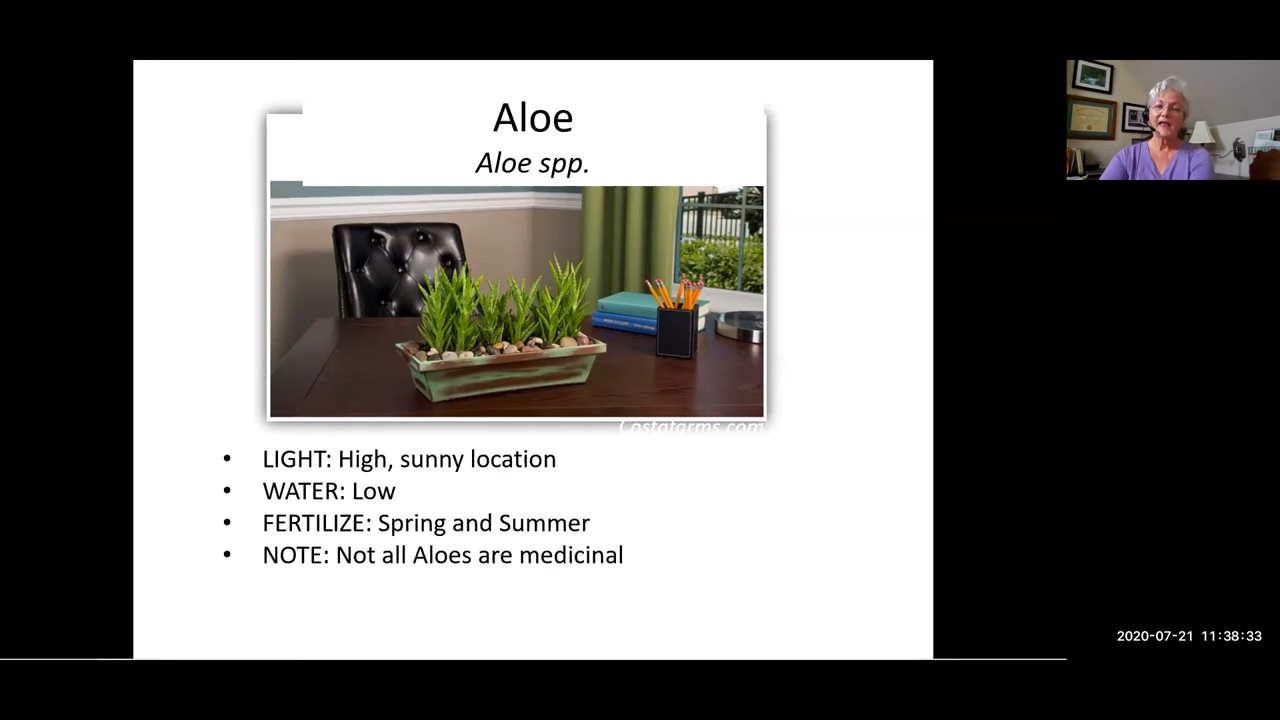 Aloe
Aloe spp.
Costafarms.com
• LIGHT: High, sunny location
• WATER: Low
• FERTILIZE: Spring and Summer
• NOTE: Not all Aloes are medicinal
2020-07-21 11:38:33